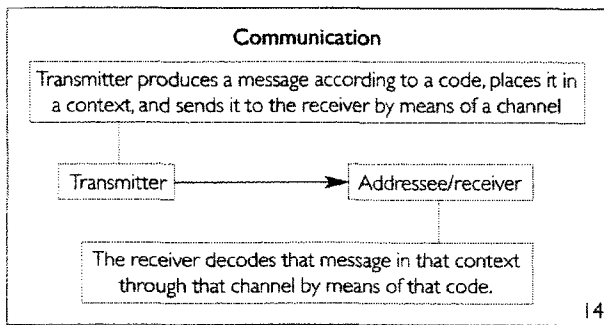 Communication
Transmitter produces a message according to a code, places it in
a context, and sends it to the receiver by means of a channel
Transmitter
Addressee/receiver
The receiver decodes that message in that context
through that channel by means of that code.
14